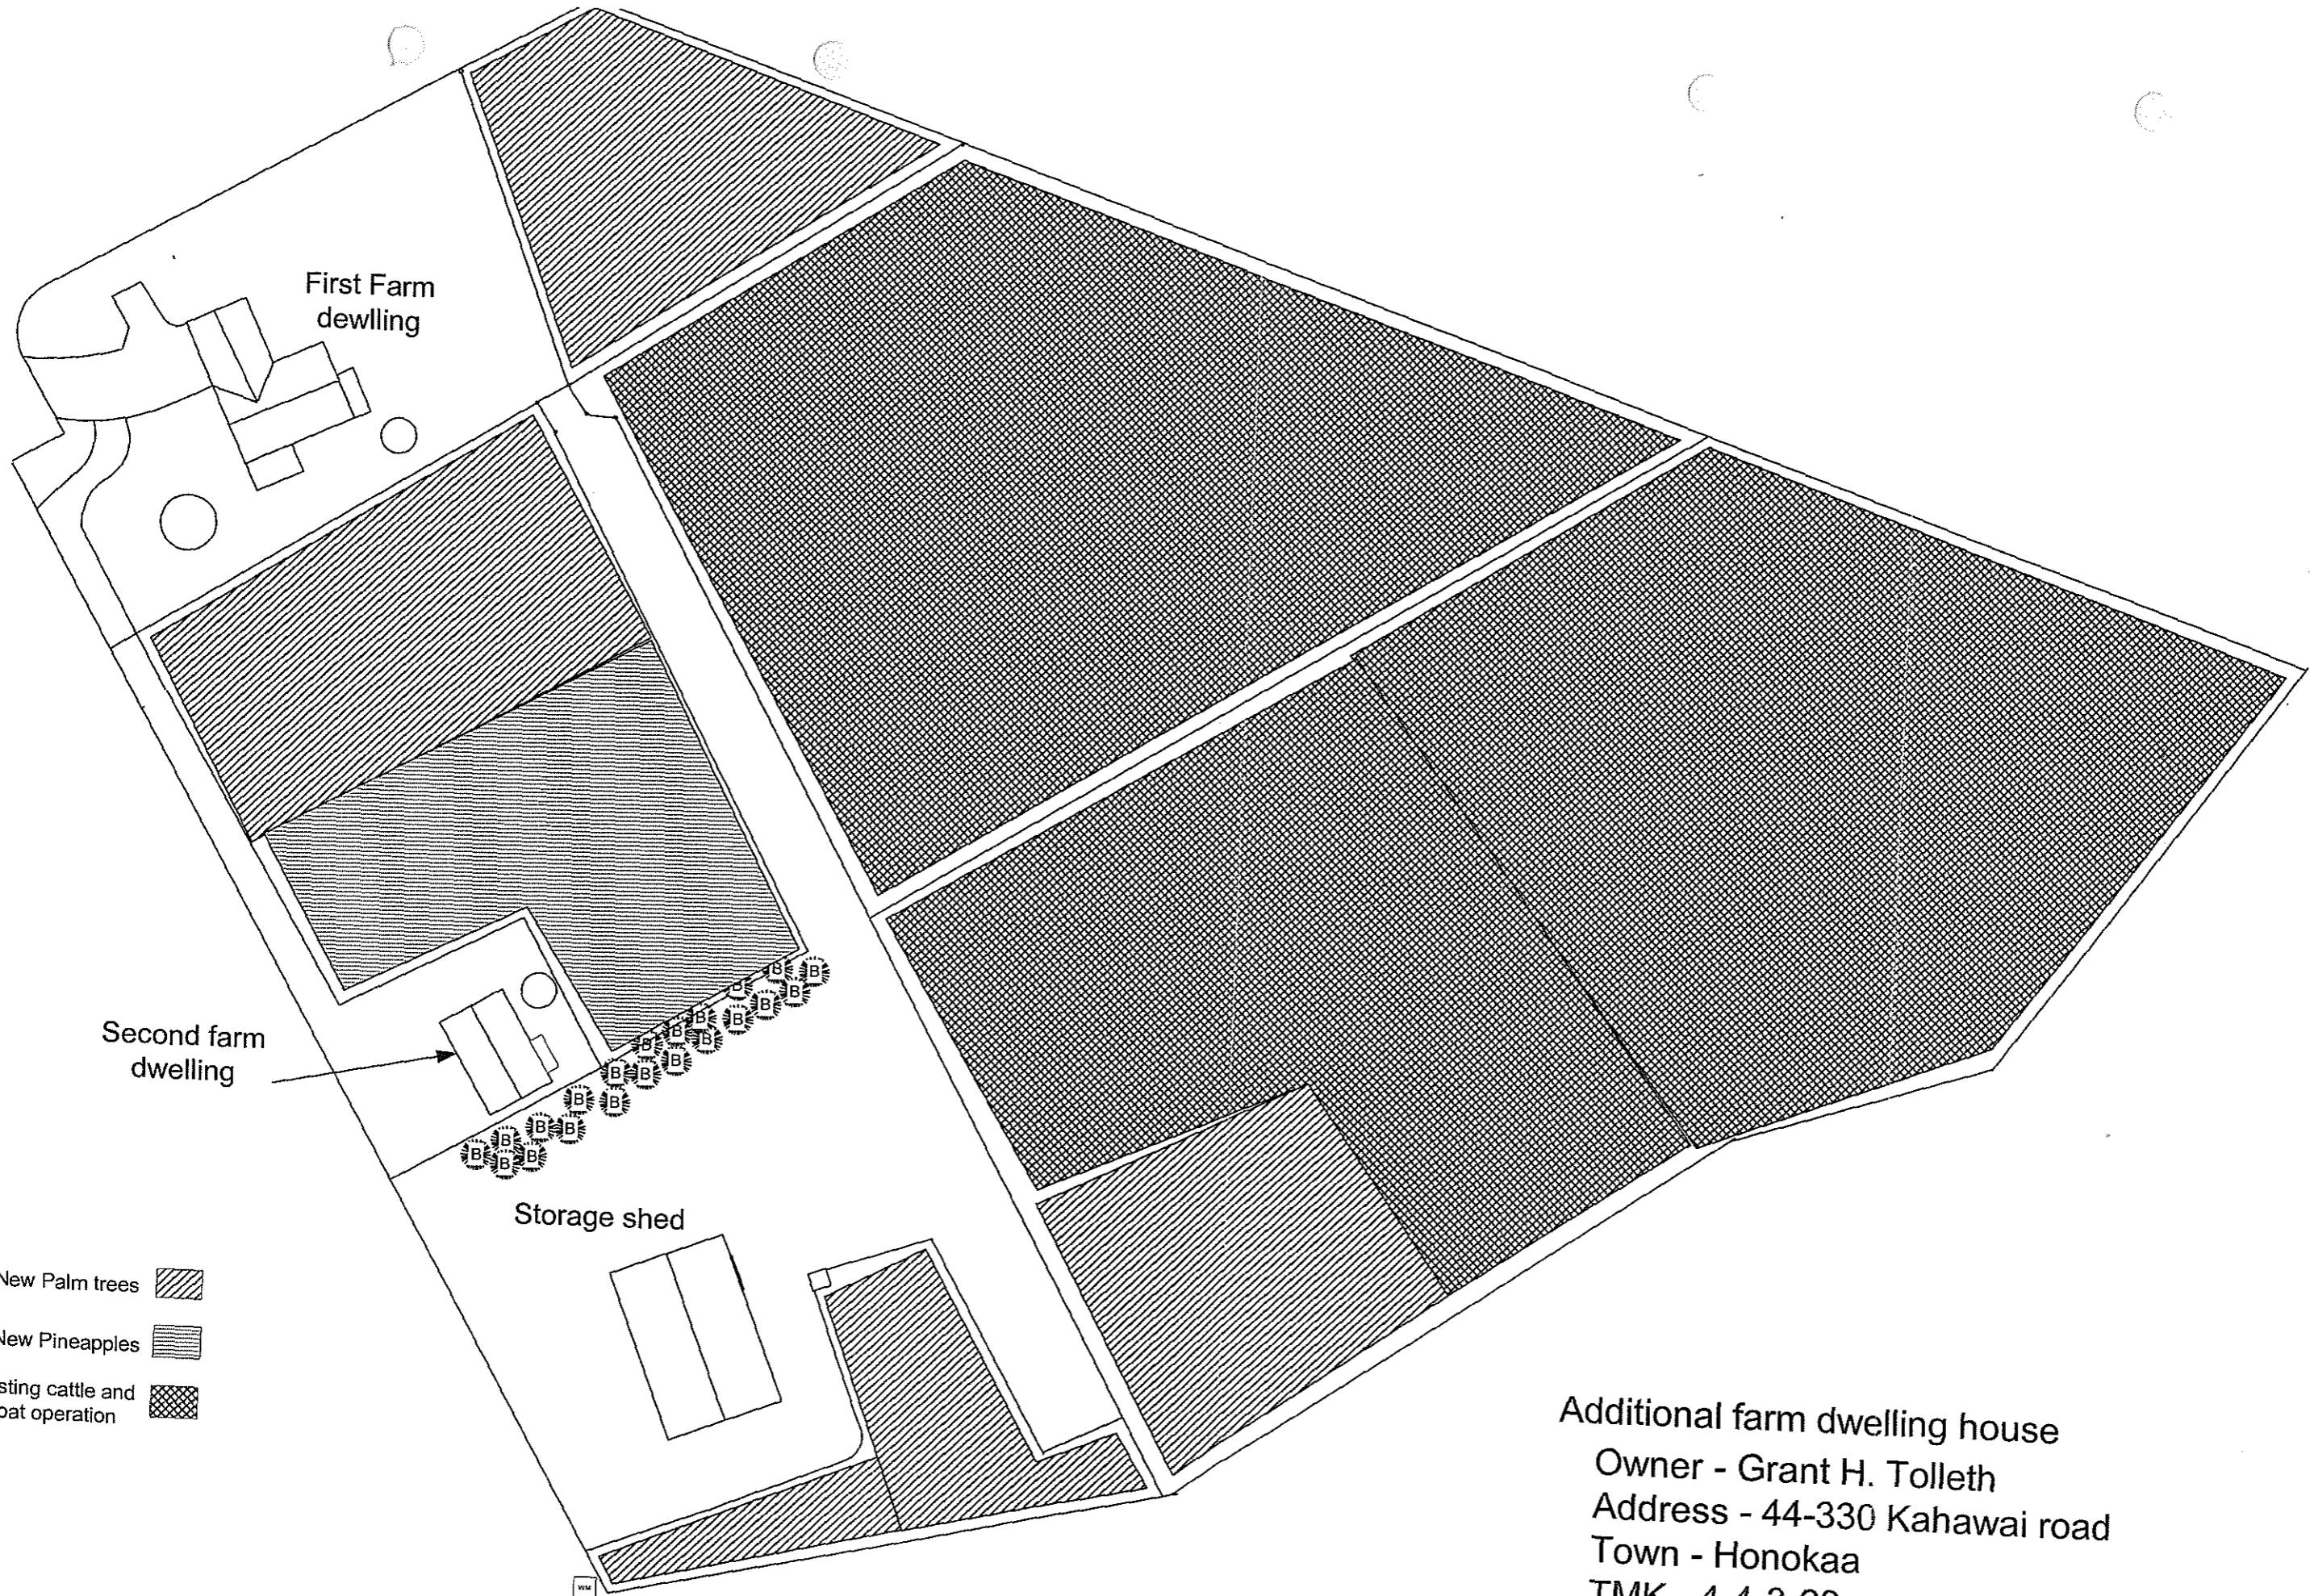 First Farm
dewlling
Second farm
dwelling
B B B B B B B B B B B B B B B B B B B B B B
Storage shed
New Palm trees
New Pineapples
sting cattle and
oat operation
WM
Additional farm dwelling house
Owner - Grant H. Tolleth
Address - 44-330 Kahawai road
Town - Honokaa